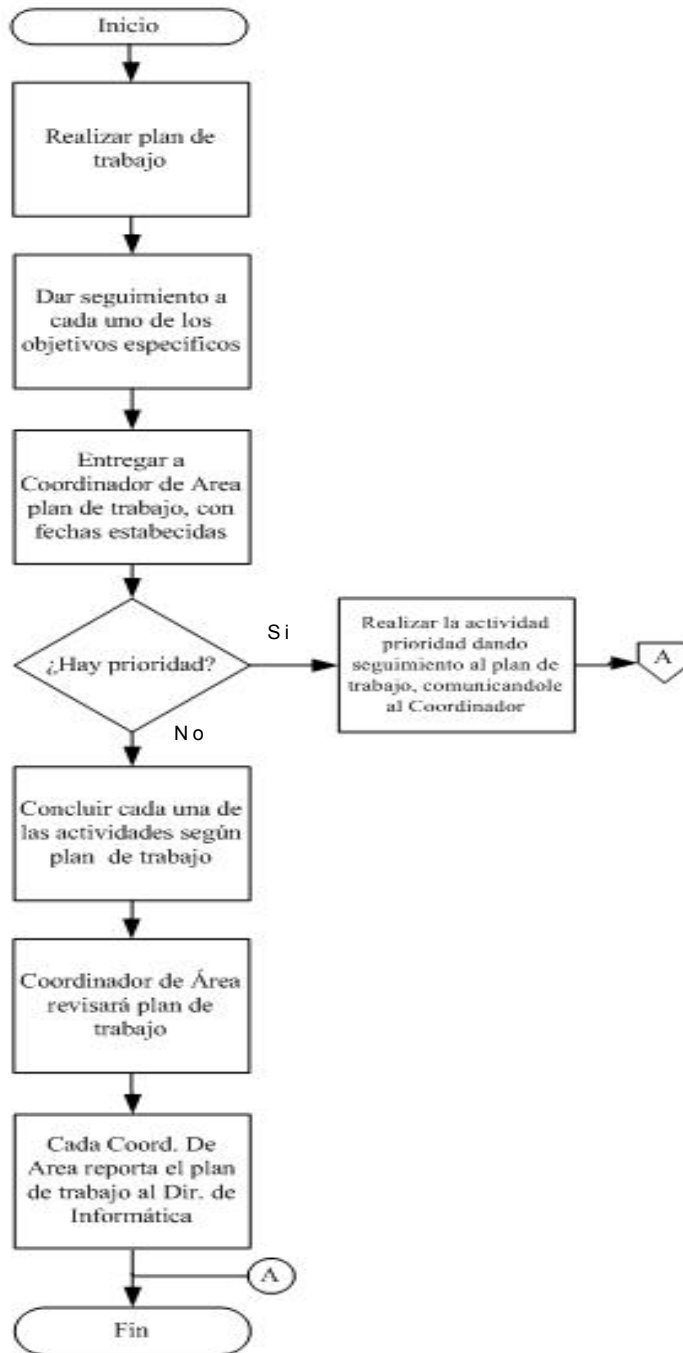 Inicio
Realizar plan de
trabajo
Dar seguimiento a
cada uno de los
objetivos específicos
Entregar a
Coordinador de Area
plan de trabajo, con
fechas estabecidas
¿Hay prioridad?
Si
Realizar la actividad
prioridad dando
seguimiento al plan de
trabajo, comunicandole
al Coordinador
A
No
Concluir cada una de
las actividades según
plan de trabajo
Coordinador de Área
revisará plan de
trabajo
Cada Coord. De
Area reporta el plan
de trabajo al Dir. de
Informática
A
Fin